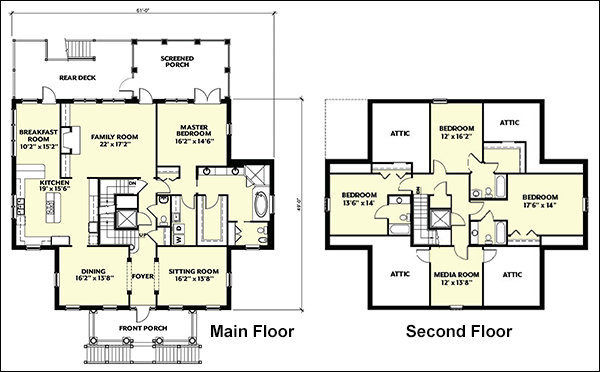 61'-0"
SCREENED
PORCH
REAR DECK
BREAKFAST
ROOM
10'2" x 15'2"
FAMILY ROOM
22' x 17'2"
MASTER
BEDROOM
16'2" x 14'6"
KITCHEN
19' x 15'6"
DN
UP
W D
49'-0"
DINING
16'2" x 13'8"
FOYER
SITTING ROOM
16'2" x 13'8"
FRONT PORCH
Main Floor
ATTIC
BEDROOM
12' x 16'2"
ATTIC
BEDROOM
13'6" x 14'
DN
BEDROOM
17'6" x 14'
ATTIC
MEDIA ROOM
12' x 13'8"
ATTIC
Second Floor